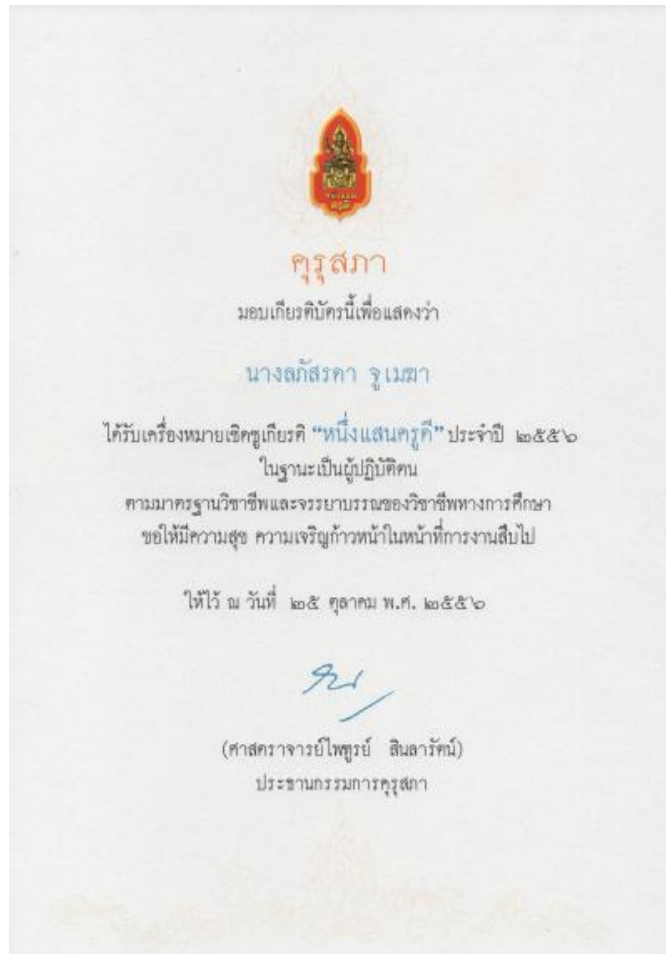 คุรุสภา
มอบเกียรติบัตรนี้เพื่อแสดงว่า
นางลภัสรดา จูเมฆา
ได้รับเครื่องหมายเชิดชูเกียรติ “หนึ่งแสนครูดี” ประจำปี ๒๕๕๖
ในฐานะเป็นผู้ปฏิบัติตน
ตามมาตรฐานวิชาชีพและจรรยาบรรณของวิชาชีพทางการศึกษา
ขอให้มีความสุข ความเจริญก้าวหน้าในหน้าที่การงานสืบไป
ให้ไว้ ณ วันที่ ๒๕ ตุลาคม พ.ศ. ๒๕๕๖
(ศาสตราจารย์ไพฑูรย์ สินลารัตน์)
ประธานกรรมการคุรุสภา